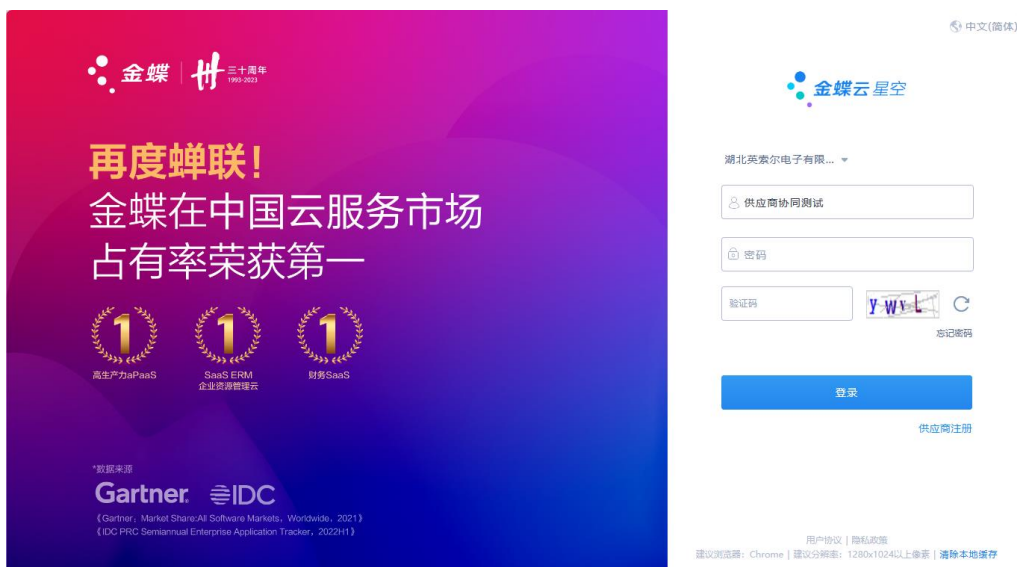 金蝶
三十周年
1993-2023
再度蝉联!
金蝶在中国云服务市场
占有率荣获第一
1 1 1
高生产力aPaaS
SaaS ERM
企业资源管理云
财务SaaS
*数据来源
Gartner. IDC
《Gartner：Market Share:All Software Markets，Worldwide，2021》
《IDC PRC Semiannual Enterprise Application Tracker，2022H1》
中文(简体)
金蝶云星空
湖北英索尔电子有限...
供应商协同测试
密码
验证码
ywvL
忘记密码
登录
供应商注册
用户协议 | 隐私政策
建议浏览器：Chrome | 建议分辨率：1280x1024以上像素 | 清除本地缓存